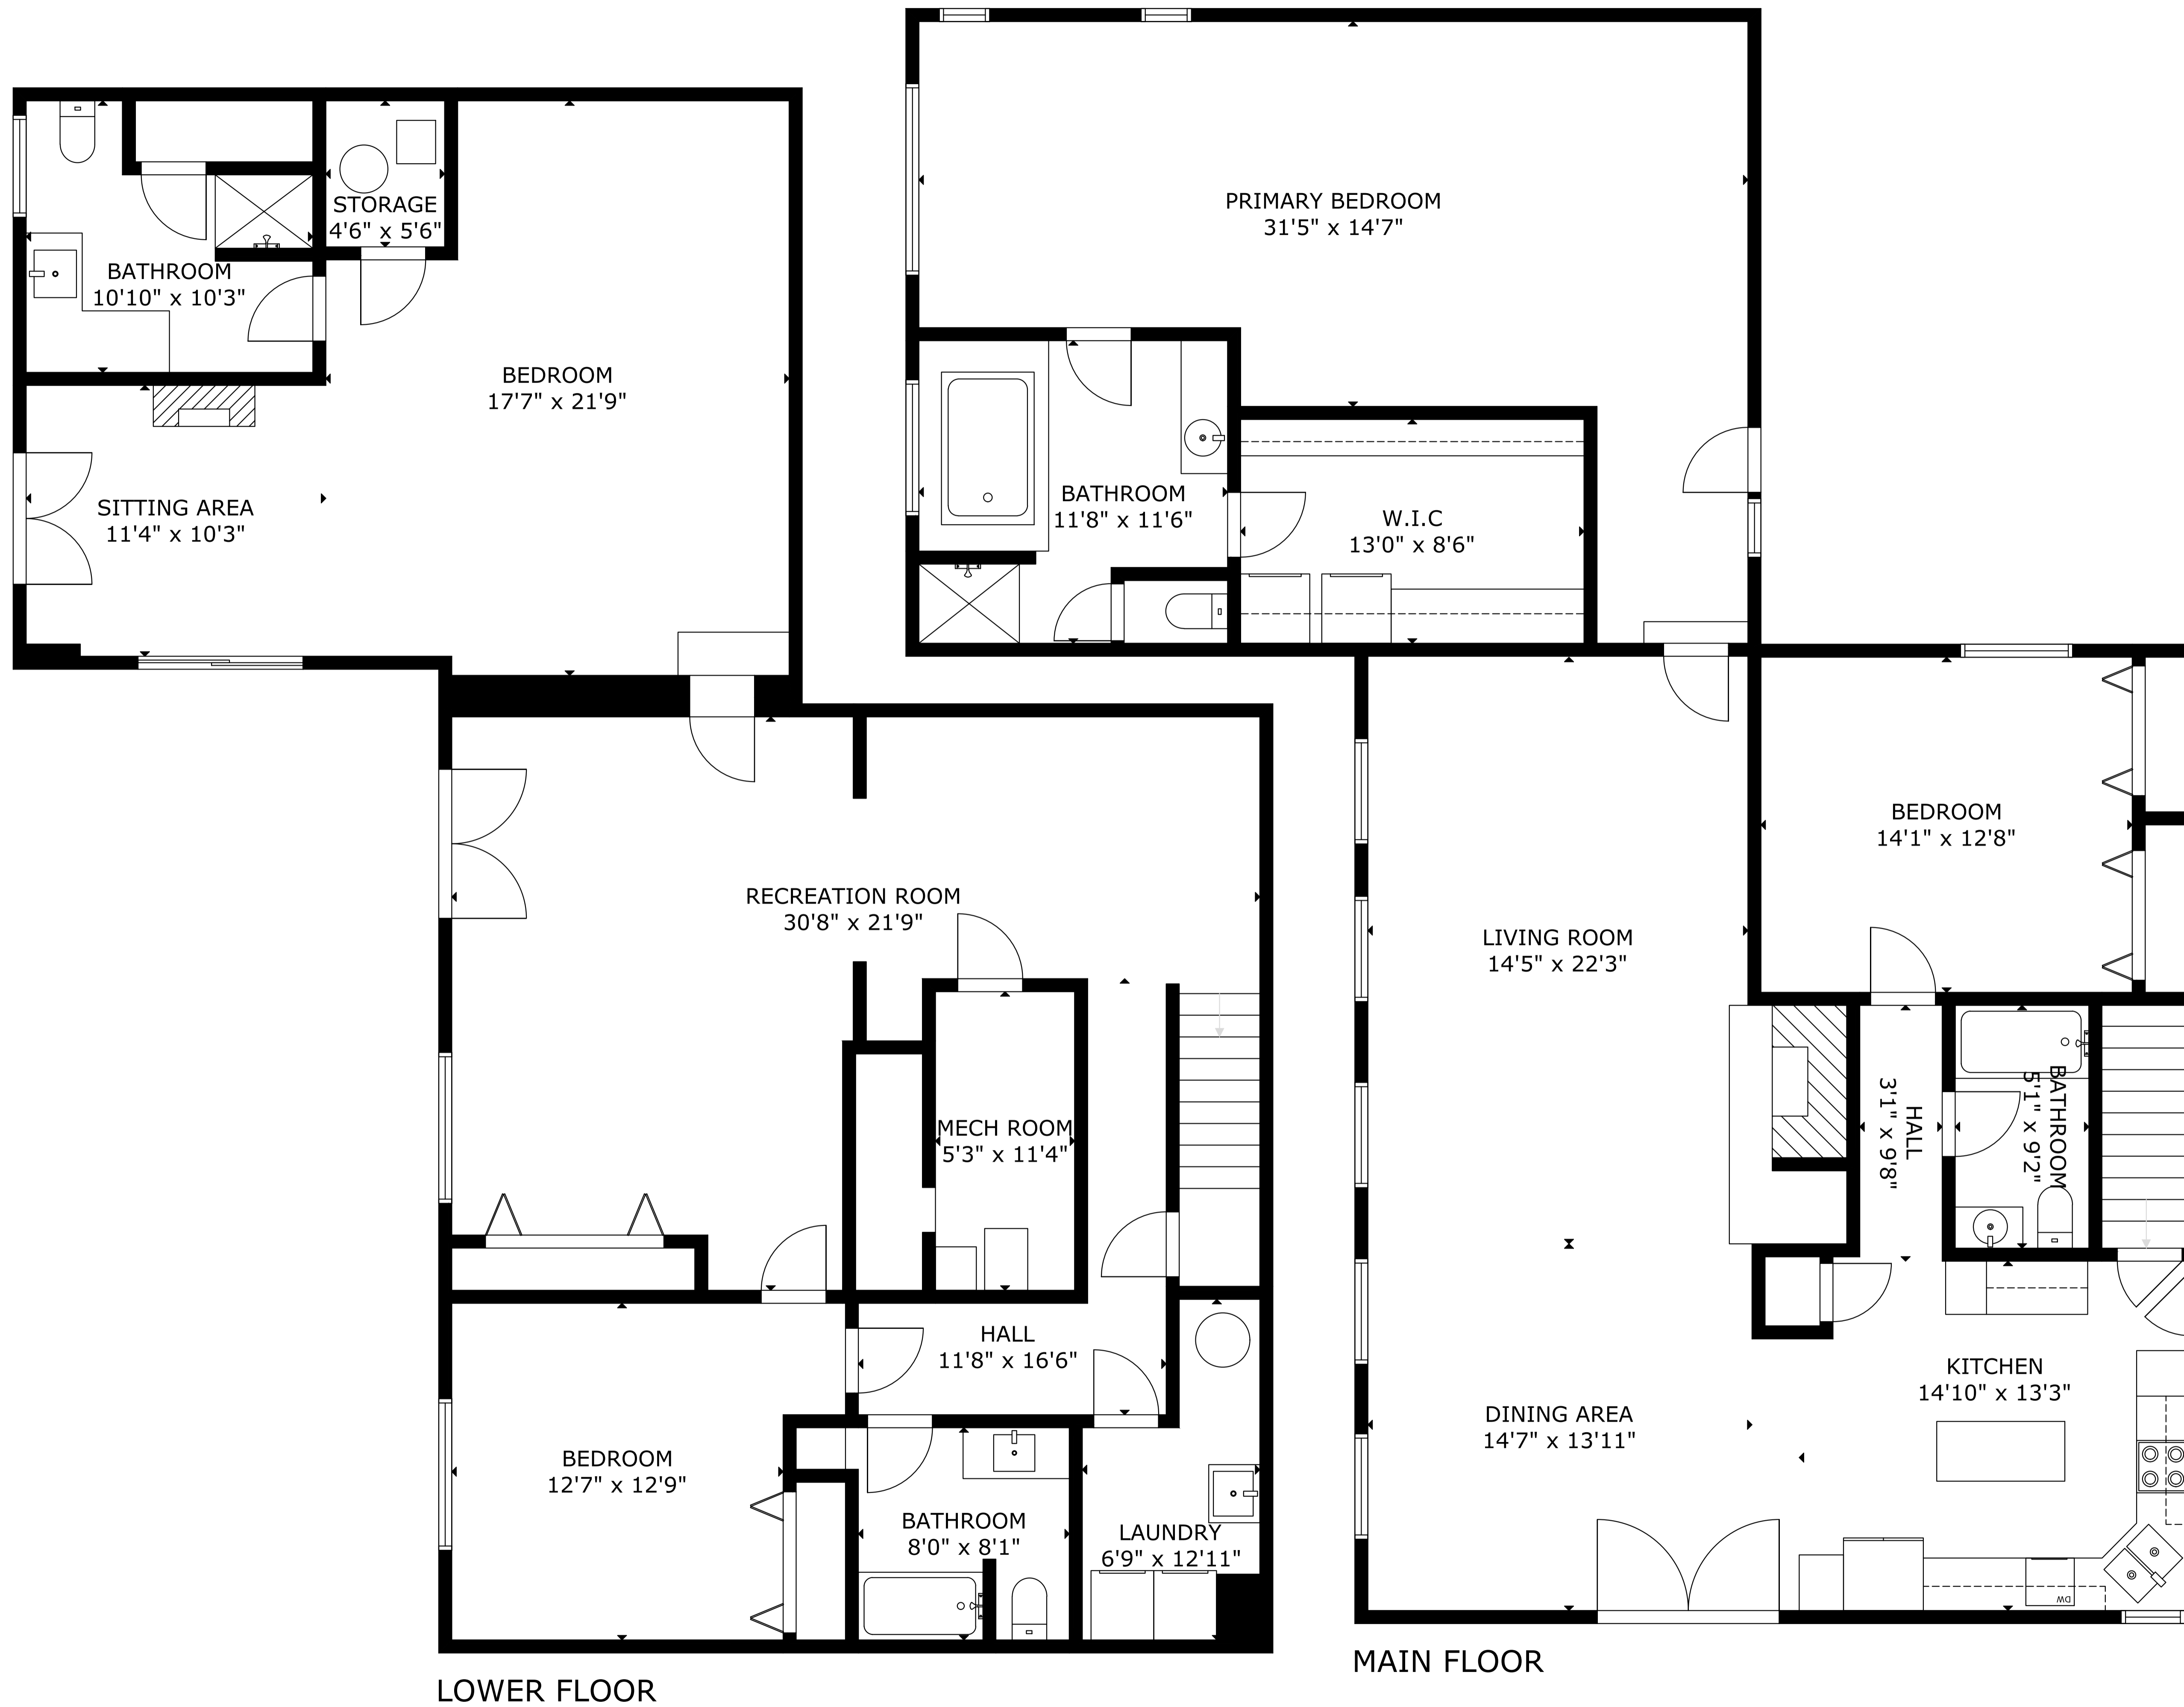 STORAGE
4'6" x 5'6"
BATHROOM
10'10" x 10'3"
BEDROOM
17'7" x 21'9"
SITTING AREA
11'4" x 10'3"
RECREATION ROOM
30'8" x 21'9"
MECH ROOM
5'3" x 11'4"
HALL
11'8" x 16'6"
BEDROOM
12'7" x 12'9"
BATHROOM
8'0" x 8'1"
LAUNDRY
6'9" x 12'11"
LOWER FLOOR
PRIMARY BEDROOM
31'5" x 14'7"
BATHROOM
11'8" x 11'6"
W.I.C
13'0" x 8'6"
BEDROOM
14'1" x 12'8"
LIVING ROOM
14'5" x 22'3"
HALL
3'1" x 9'8"
BATHROOM
5'1" x 9'2"
KITCHEN
14'10" x 13'3"
DINING AREA
14'7" x 13'11"
DW
MAIN FLOOR